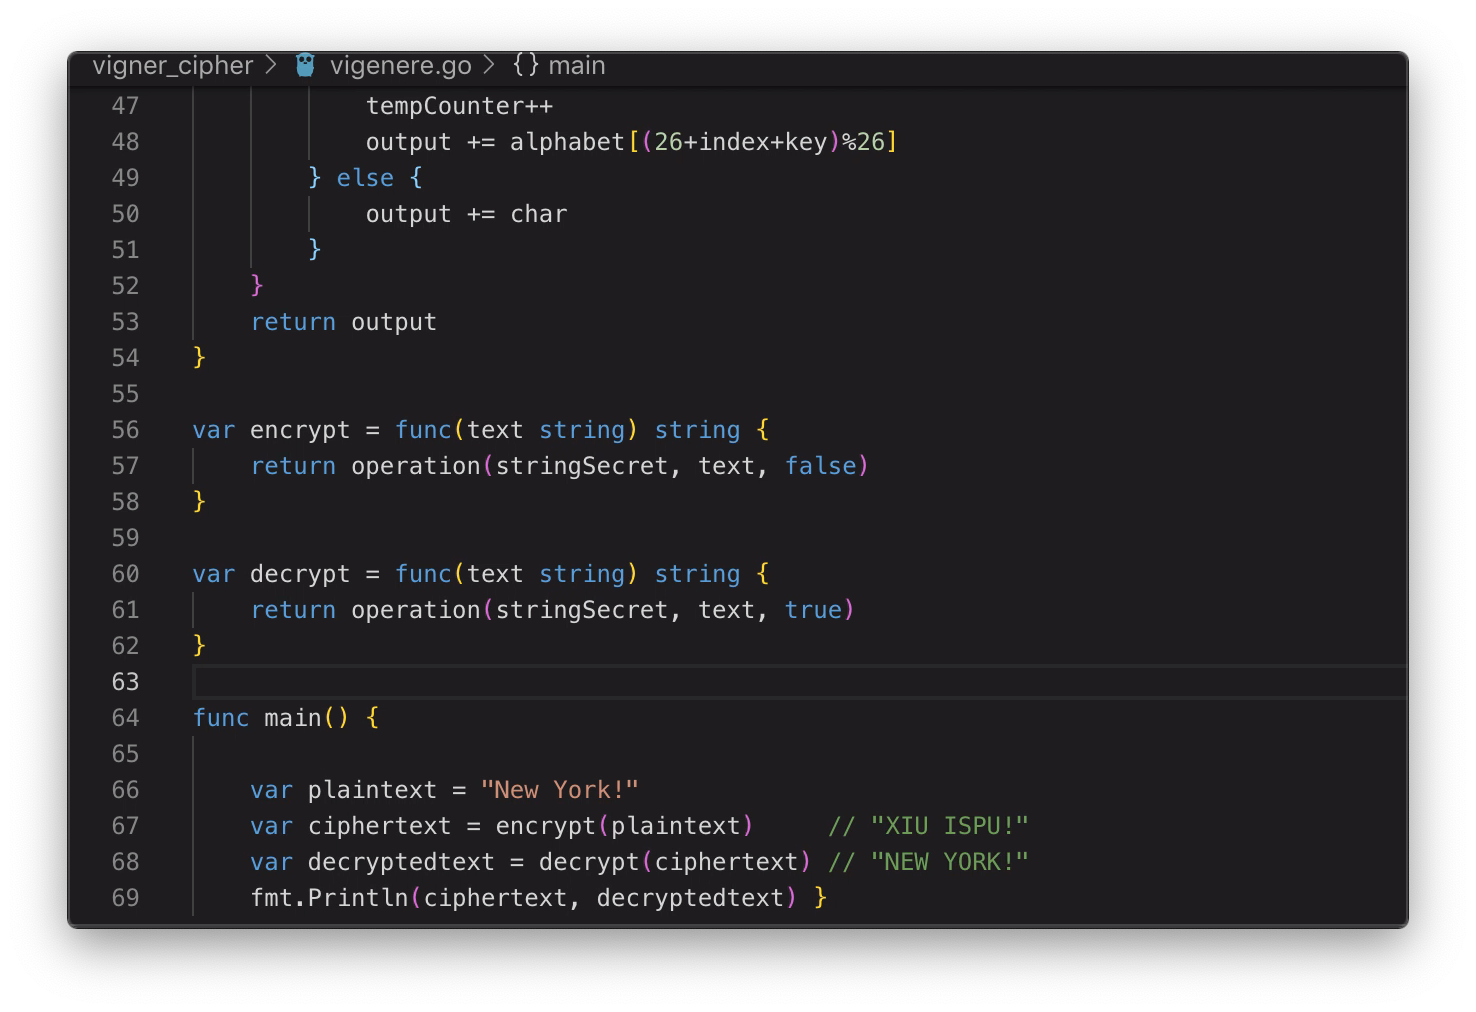 vigner_cipher > vigenere.go > {} main
47 tempCounter++
48 output += alphabet[(26+index+key)%26]
49 } else {
50 output += char
51 }
52 }
53 return output
54 }
55
56 var encrypt = func(text string) string {
57 return operation(stringSecret, text, false)
58 }
59
60 var decrypt = func(text string) string {
61 return operation(stringSecret, text, true)
62 }
63
64 func main() {
65
66 var plaintext = "New York!"
67 var ciphertext = encrypt(plaintext) // "XIU ISPU!"
68 var decryptedtext = decrypt(ciphertext) // "NEW YORK!"
69 fmt.Println(ciphertext, decryptedtext) }